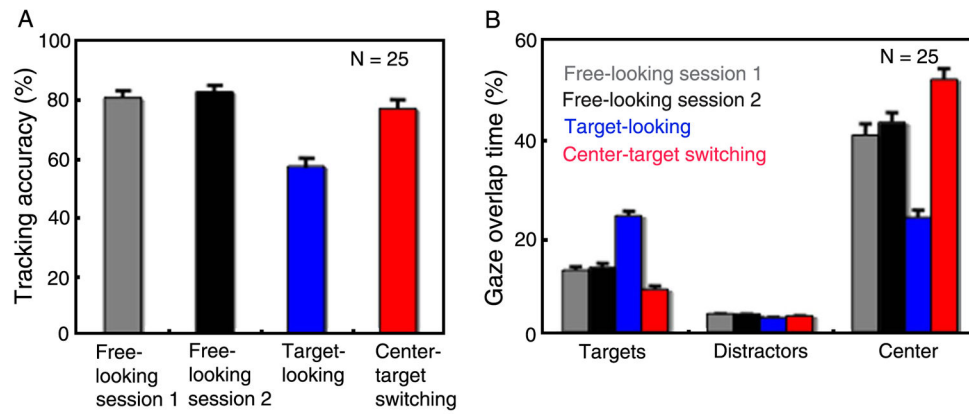 A
Tracking accuracy (%)
100
80
60
80
80
0
N = 25
Free-
looking
session 1
Free-
looking
session 2
Target-
looking
Center-
target
switching
B
Gaze overlap time (%)
60
40
20
0
N = 25
Free-looking session 1
Free-looking session 2
Target-looking
Center-target switching
Targets
Distractors
Center